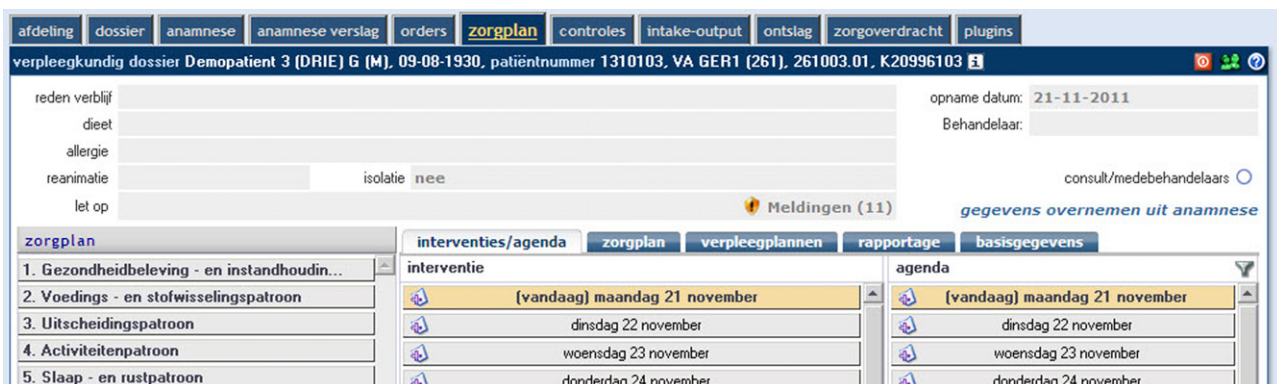 afdeling dossier anamnese anamnese verslag orders zorgplan controles intake-output ontslag zorgoverdracht plugins
verpleegkundig dossier Demopatient 3 (DRIE) G (M), 09-08-1930, patiëntnummer 1310103, VA GER1 (261), 261003.01, K20996103
reden verblijf opname datum: 21-11-2011
dieet Behandelaar:
allergie
reanimatie isolatie nee consult/medebehandelaars
let op Meldingen (11) gegevens overnemen uit anamnese
zorgplan interventies/agenda zorgplan verpleegplannen rapportage basisgegevens
1. Gezondheidbeleving - en instandhoudin... interventie agenda
2. Voedings - en stofwisselingspatroon (vandaag) maandag 21 november (vandaag) maandag 21 november
3. Uitscheidingspatroon dinsdag 22 november dinsdag 22 november
4. Activiteitenpatroon woensdag 23 november woensdag 23 november
5. Slaap - en rustpatroon donderdag 24 november donderdag 24 november